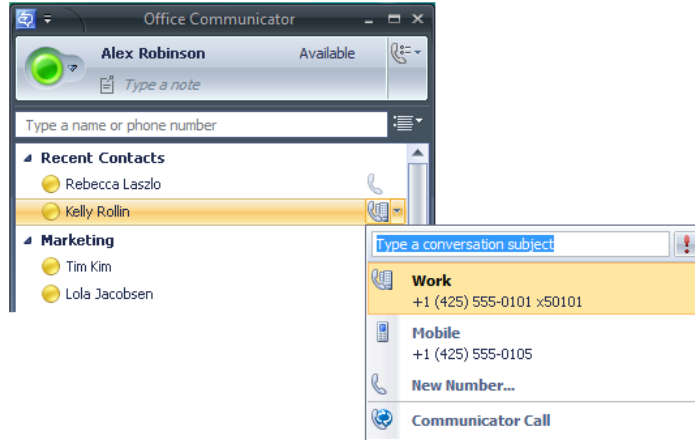 Office Communicator
Alex Robinson Available
Type a note
Type a name or phone number
Recent Contacts
Rebecca Laszlo
Kelly Rollin
Marketing
Tim Kim
Lola Jacobsen
Type a conversation subject
Work
+1 (425) 555-0101 x50101
Mobile
+1 (425) 555-0105
New Number...
Communicator Call